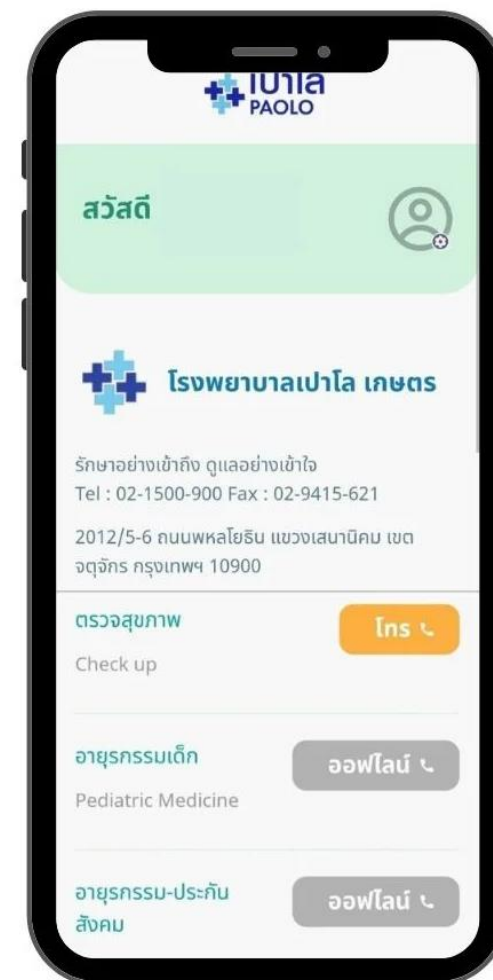 เปาโล
PAOLO
สวัสดี
โรงพยาบาลเปาโล เกษตร
รักษาอย่างเข้าถึง ดูแลอย่างเข้าใจ
Tel : 02-1500-900 Fax : 02-9415-621
2012/5-6 ถนนพหลโยธิน แขวงเสนานิคม เขต
จตุจักร กรุงเทพฯ 10900
ตรวจสุขภาพ
โทร
Check up
อายุรกรรมเด็ก
ออฟไลน์
Pediatric Medicine
อายุรกรรม-ประกัน
สังคม
ออฟไลน์